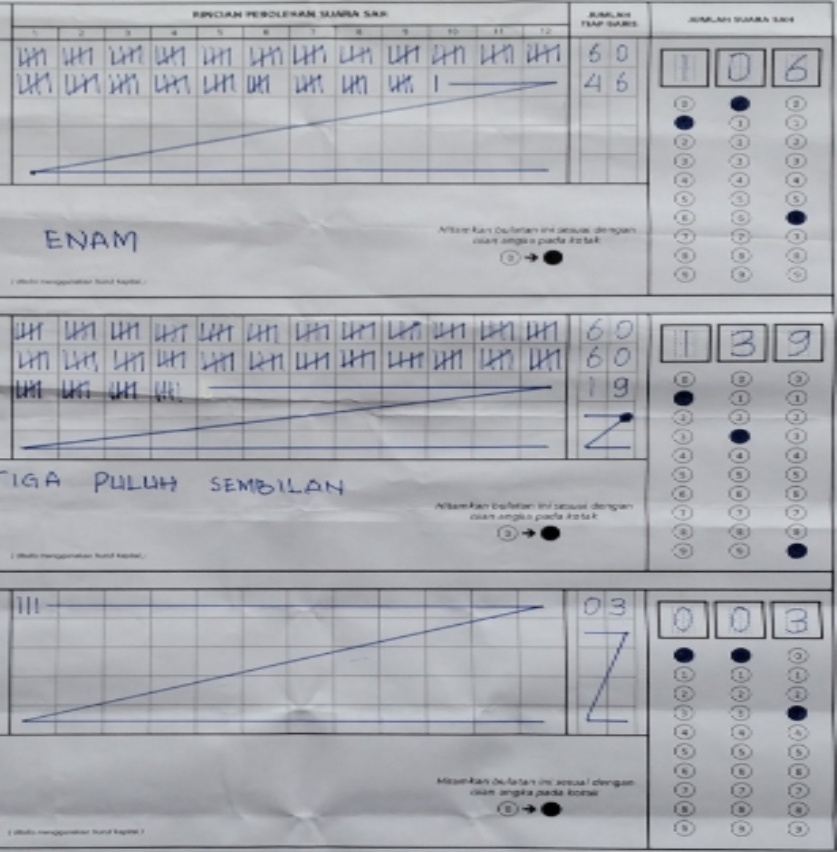 RINCIAN PEROLEHAN SUARA SAH
JUMLAH TIAP BARIS
JUMLAH SUARA SAH
1 2 3 4 5 6 7 8 9 10 11 12
60
46
1 0 6
ENAM
Hitamkan bulatan ini sesuai dengan
isian angka pada kotak
(ditulis menggunakan huruf kapital)
60
60
19
1 3 9
TIGA PULUH SEMBILAN
Hitamkan bulatan ini sesuai dengan
isian angka pada kotak
(ditulis menggunakan huruf kapital)
03
0 0 3
Hitamkan bulatan ini sesuai dengan
isian angka pada kotak
(ditulis menggunakan huruf kapital)